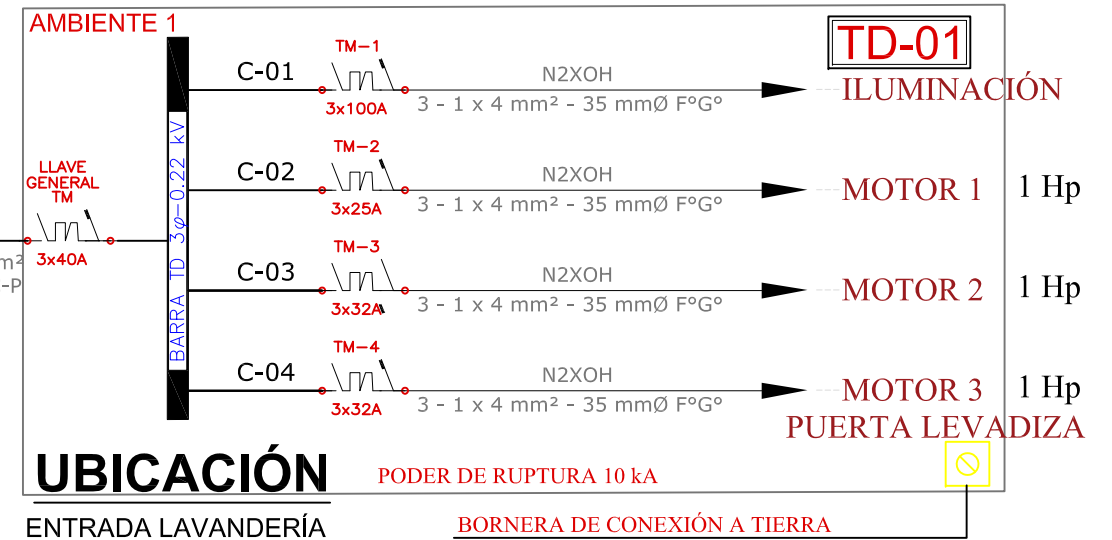 AMBIENTE 1
TD-01
LLAVE
GENERAL
TM
3x40A
m²
-P
BARRA TD 3φ-0.22 kV
C-01
TM-1
3x100A
N2XOH
3 - 1 x 4 mm² - 35 mmØ F°G°
ILUMINACIÓN
C-02
TM-2
3x25A
N2XOH
3 - 1 x 4 mm² - 35 mmØ F°G°
MOTOR 1 1 Hp
C-03
TM-3
3x32A
N2XOH
3 - 1 x 4 mm² - 35 mmØ F°G°
MOTOR 2 1 Hp
C-04
TM-4
3x32A
N2XOH
3 - 1 x 4 mm² - 35 mmØ F°G°
MOTOR 3 1 Hp
PUERTA LEVADIZA
UBICACIÓN
ENTRADA LAVANDERÍA
PODER DE RUPTURA 10 kA
BORNERA DE CONEXIÓN A TIERRA